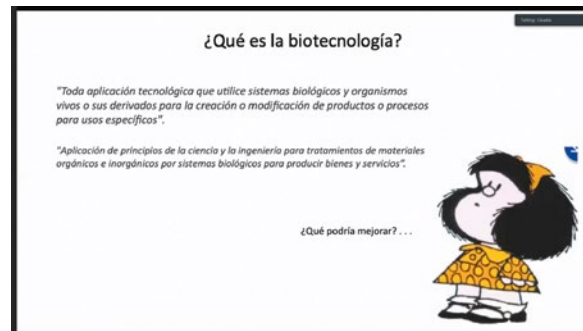 ¿Qué es la biotecnología?
"Toda aplicación tecnológica que utilice sistemas biológicos y organismos
vivos o sus derivados para la creación o modificación de productos o procesos
para usos específicos".
"Aplicación de principios de la ciencia y la ingeniería para tratamientos de materiales
orgánicos e inorgánicos por sistemas biológicos para producir bienes y servicios".
¿Qué podría mejorar? . . .